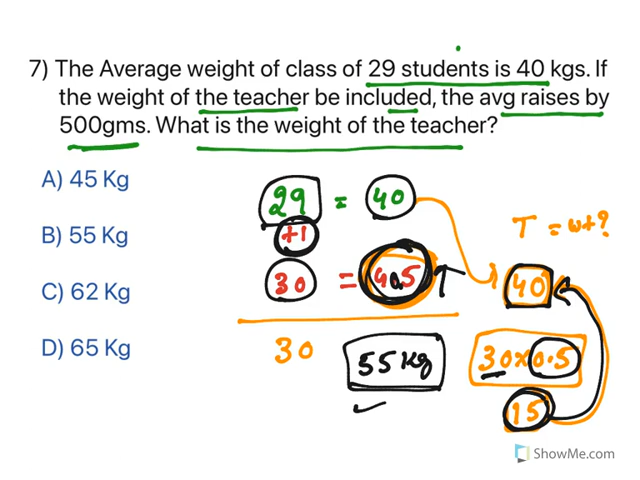 7) The Average weight of class of 29 students is 40 kgs. If
the weight of the teacher be included, the avg raises by
500gms. What is the weight of the teacher?
A) 45 Kg
B) 55 Kg
C) 62 Kg
D) 65 Kg
29 = 40
+1
30 = 40.5
T = wt?
40
30
55 Kg
30 x 0.5
15
ShowMe.com